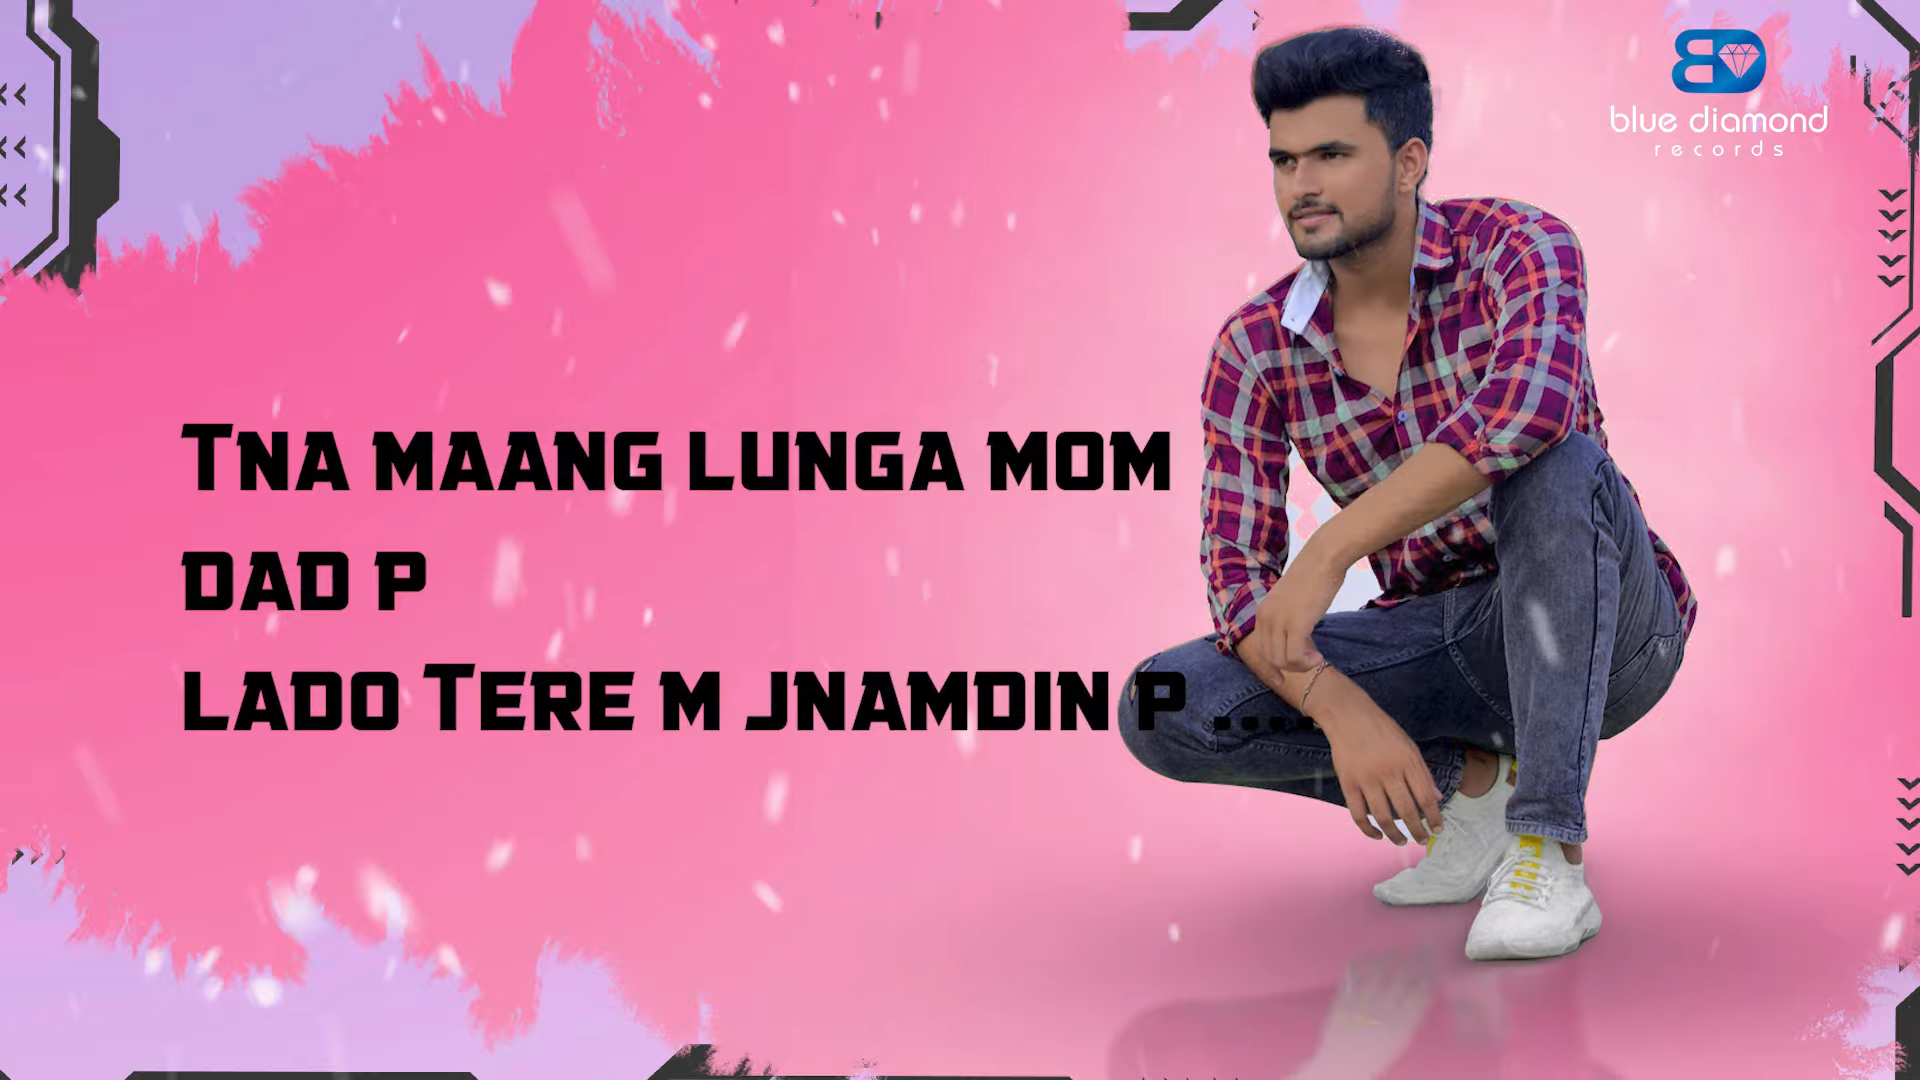 blue diamond
records
Tna maang lunga mom
dad p
lado Tere m jnamdin p .....